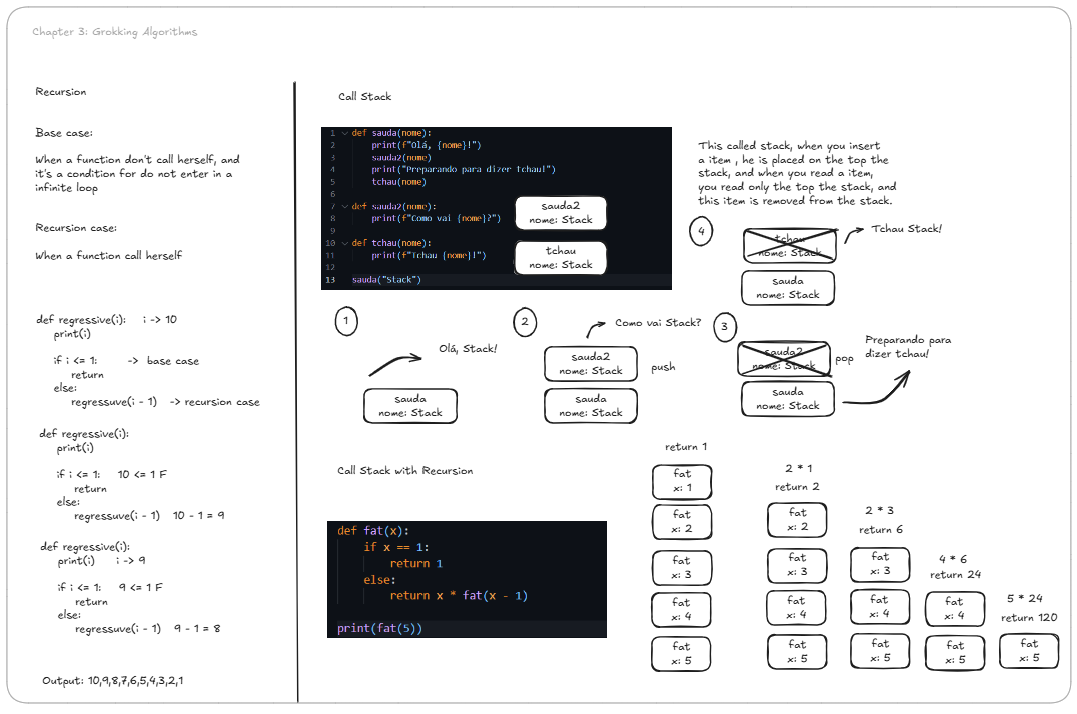 Chapter 3: Grokking Algorithms
Recursion
Base case:
When a function don't call herself, and
it's a condition for do not enter in a
infinite loop
Recursion case:
When a function call herself
def regressive(i): i -> 10
print(i)
if i <= 1: -> base case
return
else:
regressuve(i - 1) -> recursion case
def regressive(i):
print(i)
if i <= 1: 10 <= 1 F
return
else:
regressuve(i - 1) 10 - 1 = 9
def regressive(i):
print(i) i -> 9
if i <= 1: 9 <= 1 F
return
else:
regressuve(i - 1) 9 - 1 = 8
Output: 10,9,8,7,6,5,4,3,2,1
Call Stack
1 def sauda(nome):
2 print(f"Olá, {nome}!")
3 sauda2(nome)
4 print("Preparando para dizer tchau!")
5 tchau(nome)
6
7 def sauda2(nome):
8 print(f"Como vai {nome}?")
9
10 def tchau(nome):
11 print(f"Tchau {nome}!")
12
13 sauda("Stack")
sauda2
nome: Stack
tchau
nome: Stack
This called stack, when you insert
a item , he is placed on the top the
stack, and when you read a item,
you read only the top the stack, and
this item is removed from the stack.
1
Olá, Stack!
sauda
nome: Stack
2
Como vai Stack?
sauda2
nome: Stack
push
sauda
nome: Stack
3
sauda2
nome: Stack
pop
Preparando para
dizer tchau!
sauda
nome: Stack
4
Tchau Stack!
tchau
nome: Stack
sauda
nome: Stack
Call Stack with Recursion
def fat(x):
if x == 1:
return 1
else:
return x * fat(x - 1)
print(fat(5))
return 1
fat
x: 1
fat
x: 2
fat
x: 3
fat
x: 4
fat
x: 5
2 * 1
return 2
fat
x: 2
fat
x: 3
fat
x: 4
fat
x: 5
2 * 3
return 6
fat
x: 3
fat
x: 4
fat
x: 5
4 * 6
return 24
fat
x: 4
fat
x: 5
5 * 24
return 120
fat
x: 5